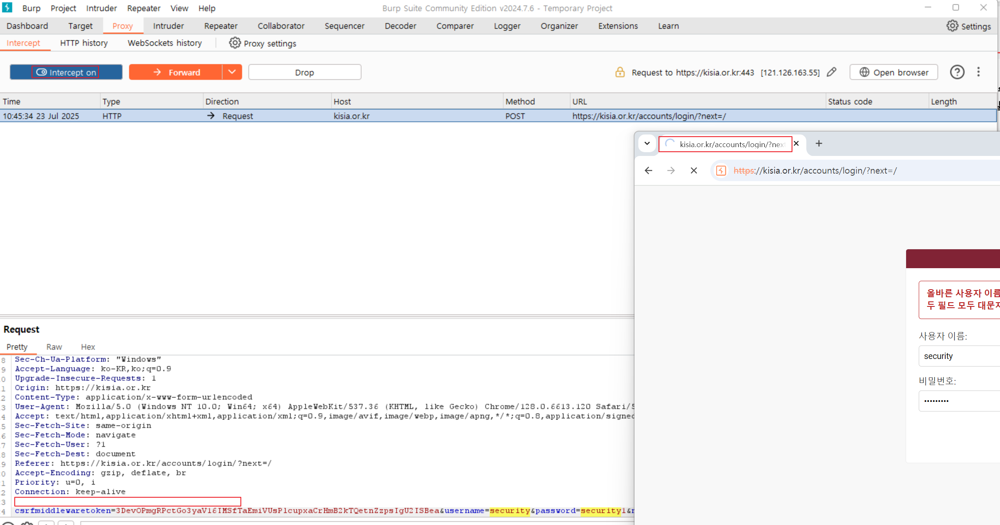 Burp Project Intruder Repeater View Help
Burp Suite Community Edition v2024.7.6 - Temporary Project
Dashboard Target Proxy Intruder Repeater Collaborator Sequencer Decoder Comparer Logger Organizer Extensions Learn Settings
Intercept HTTP history WebSockets history Proxy settings
Intercept on Forward Drop Request to https://kisia.or.kr:443 [121.126.163.55] Open browser
Time Type Direction Host Method URL Status code Length
10:45:34 23 Jul 2025 HTTP → Request kisia.or.kr POST https://kisia.or.kr/accounts/login/?next=/
kisia.or.kr/accounts/login/?nex
https://kisia.or.kr/accounts/login/?next=/
올바른 사용자 이름
두 필드 모두 대문자
사용자 이름:
security
비밀번호:
•••••••••
Request
Pretty Raw Hex
8 Sec-Ch-Ua-Platform: "Windows"
9 Accept-Language: ko-KR,ko;q=0.9
0 Upgrade-Insecure-Requests: 1
1 Origin: https://kisia.or.kr
2 Content-Type: application/x-www-form-urlencoded
3 User-Agent: Mozilla/5.0 (Windows NT 10.0; Win64; x64) AppleWebKit/537.36 (KHTML, like Gecko) Chrome/128.0.6613.120 Safari/5
4 Accept: text/html,application/xhtml+xml,application/xml;q=0.9,image/avif,image/webp,image/apng,*/*;q=0.8,application/signed
5 Sec-Fetch-Site: same-origin
6 Sec-Fetch-Mode: navigate
7 Sec-Fetch-User: ?1
8 Sec-Fetch-Dest: document
9 Referer: https://kisia.or.kr/accounts/login/?next=/
0 Accept-Encoding: gzip, deflate, br
1 Priority: u=0, i
2 Connection: keep-alive
3
4 csrfmiddlewaretoken=3DevOPmgRPctGo3yaV16IMSfTaEmiVUsPlcupxaCrHmB2kTQetnZzpsIgU2ISBea&username=security&password=security1&n